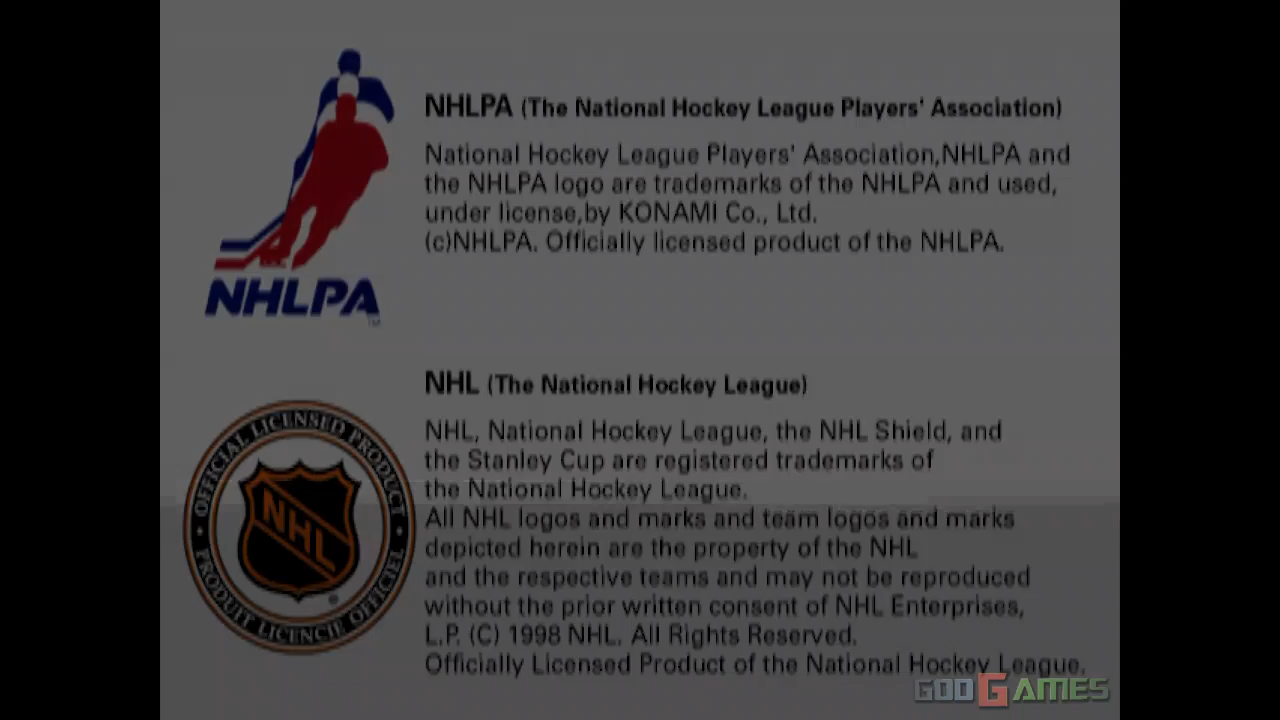 NHLPA (The National Hockey League Players' Association)
National Hockey League Players' Association,NHLPA and
the NHLPA logo are trademarks of the NHLPA and used,
under license,by KONAMI Co., Ltd.
(c)NHLPA. Officially licensed product of the NHLPA.
NHLPA
TM
NHL (The National Hockey League)
NHL, National Hockey League, the NHL Shield, and
the Stanley Cup are registered trademarks of
the National Hockey League.
All NHL logos and marks and team logos and marks
depicted herein are the property of the NHL
and the respective teams and may not be reproduced
without the prior written consent of NHL Enterprises,
L.P. (C) 1998 NHL. All Rights Reserved.
Officially Licensed Product of the National Hockey League.
OFFICIAL LICENSED PRODUCT
NHL
®
PRODUIT LICENCIE OFFICIEL
GODGAMES